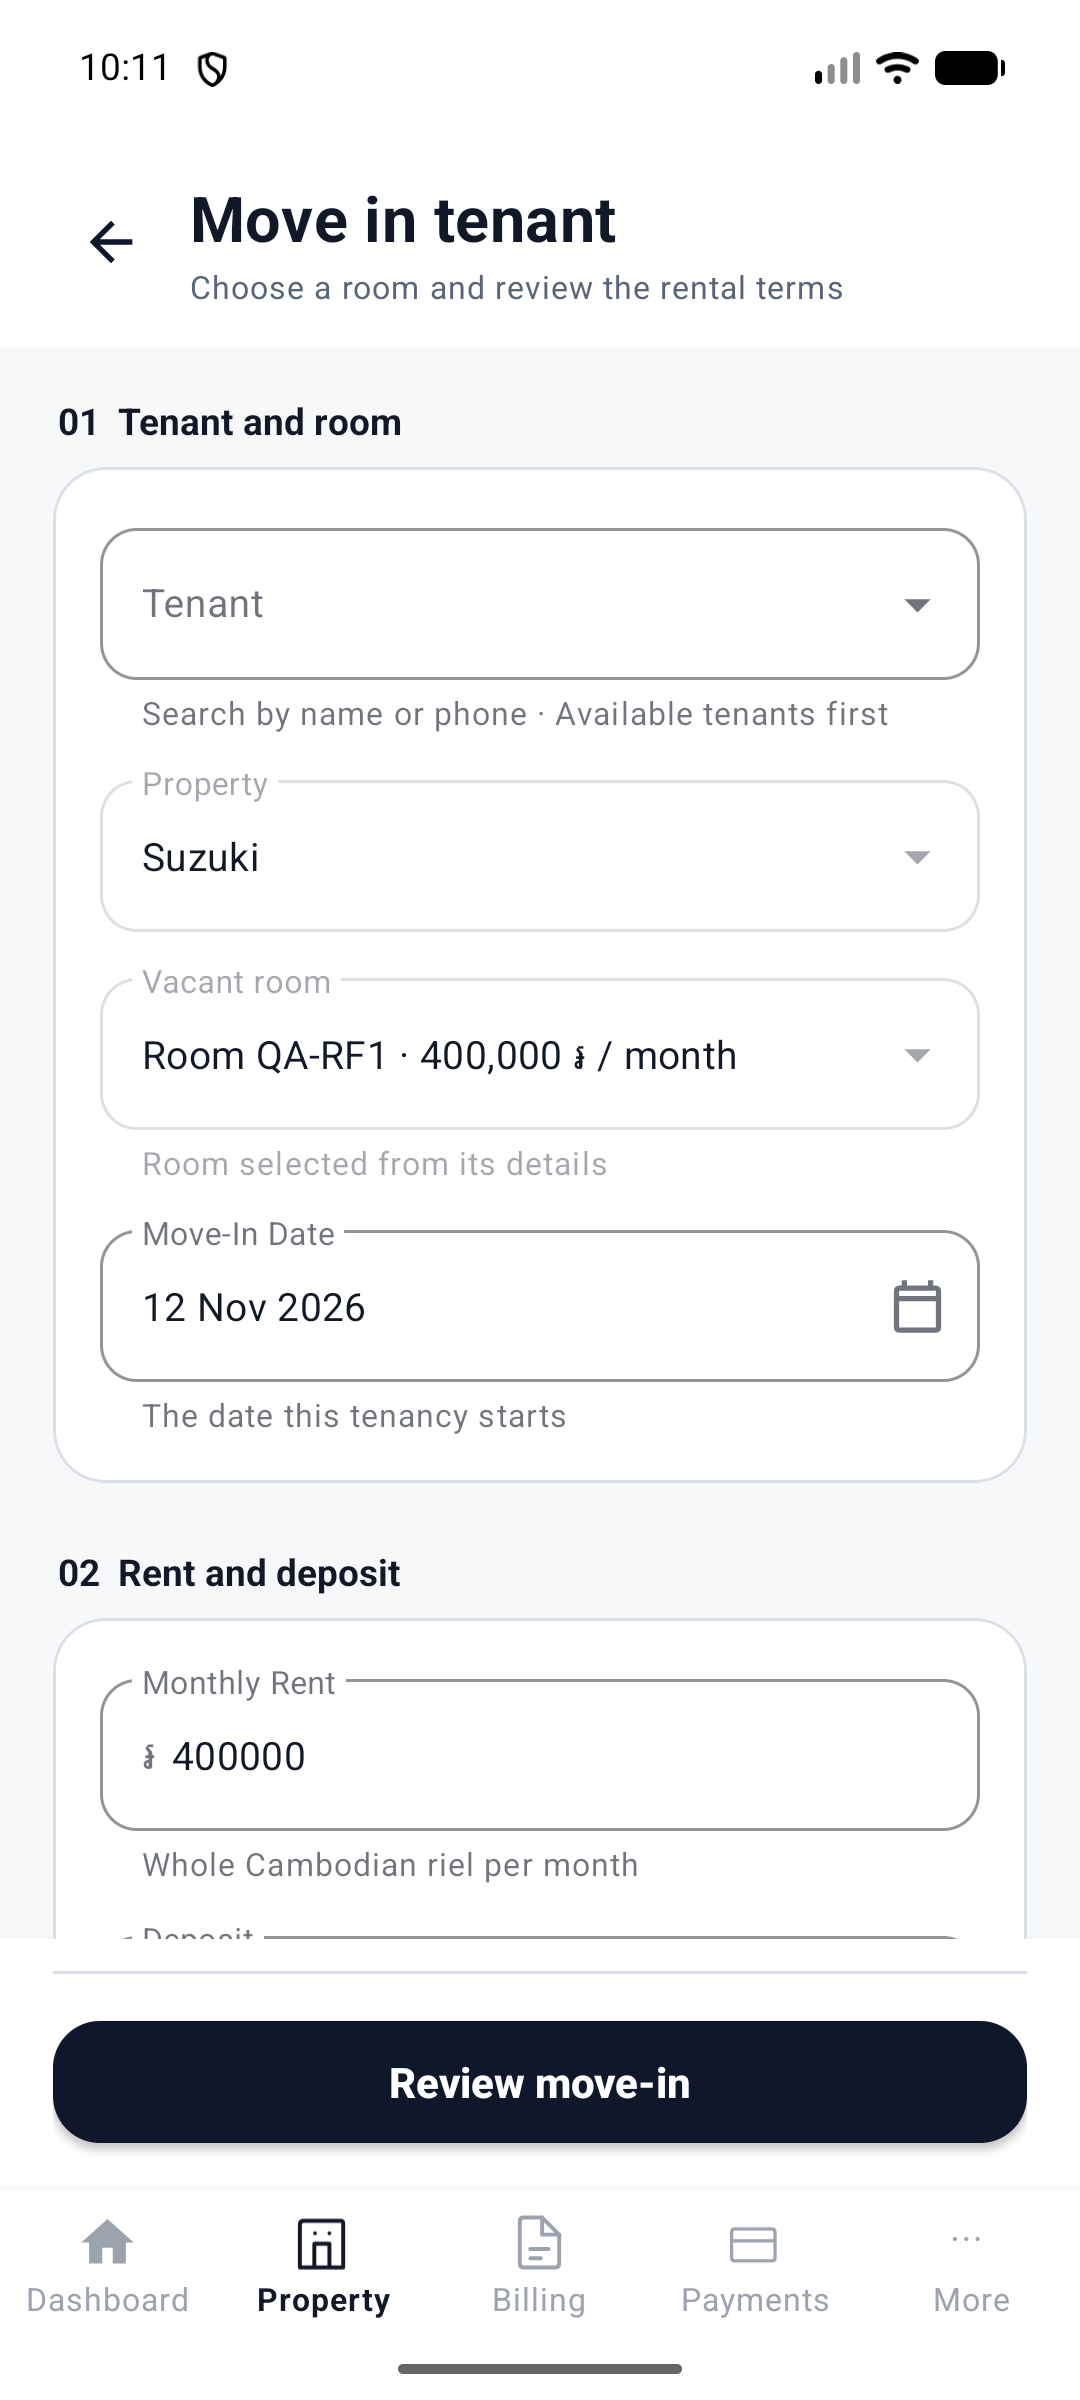 10:11
Move in tenant
Choose a room and review the rental terms
01 Tenant and room
Tenant
Search by name or phone · Available tenants first
Property
Suzuki
Vacant room
Room QA-RF1 · 400,000 ៛ / month
Room selected from its details
Move-In Date
12 Nov 2026
The date this tenancy starts
02 Rent and deposit
Monthly Rent
៛ 400000
Whole Cambodian riel per month
Deposit
Review move-in
Dashboard
Property
Billing
Payments
More